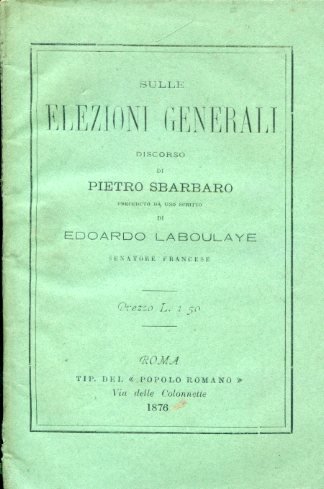 SULLE
ELEZIONI GENERALI
DISCORSO
DI
PIETRO SBARBARO
PRECEDUTO DA UNO SCRITTO
DI
EDOARDO LABOULAYE
SENATORE FRANCESE
Prezzo L. 1 50
ROMA
TIP. DEL « POPOLO ROMANO »
Via delle Colonnette
1876